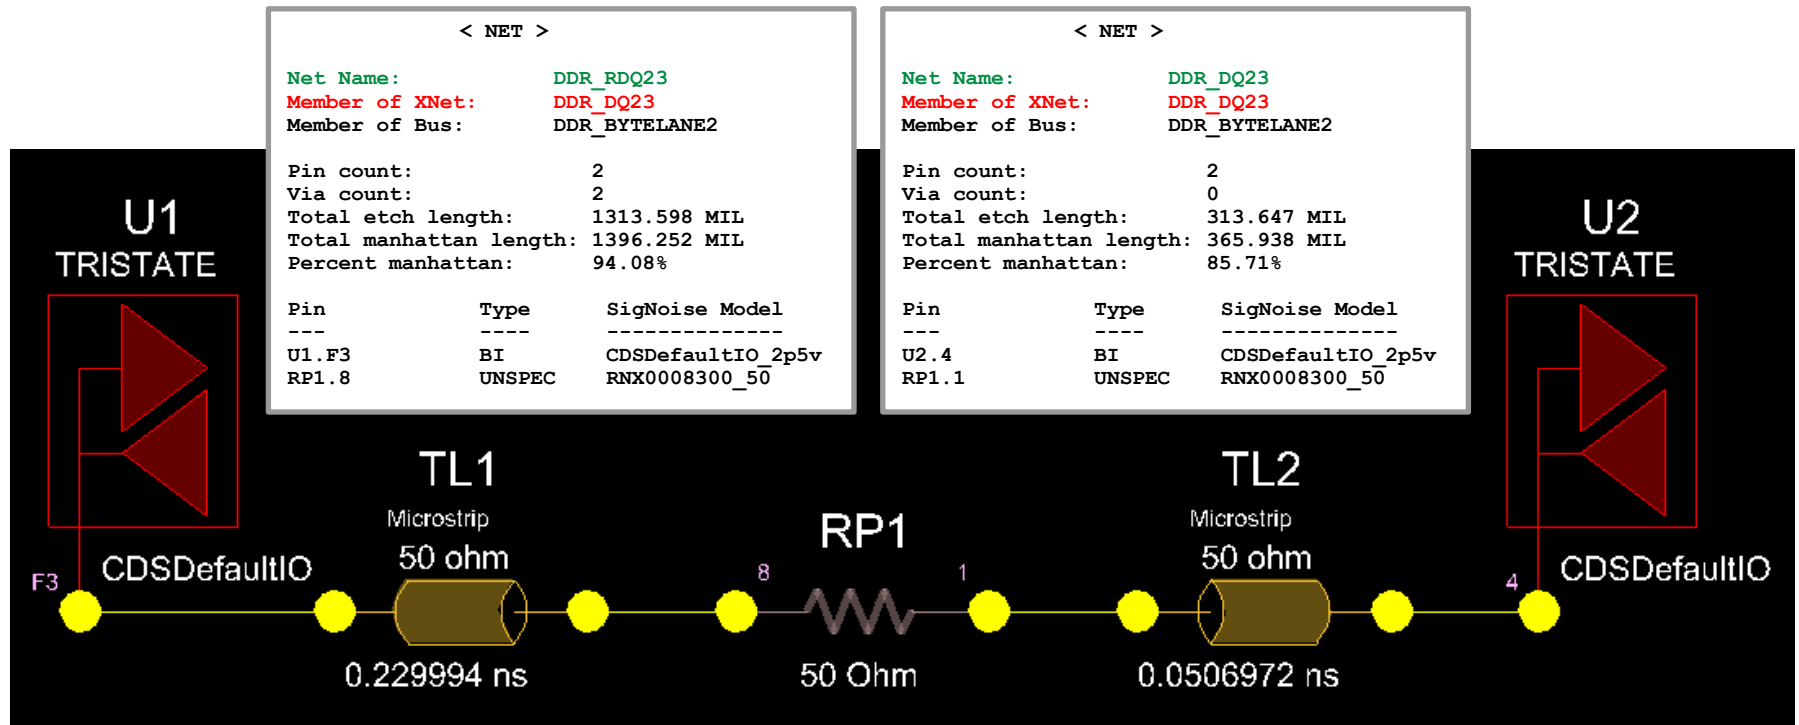 < NET >
Net Name: DDR_RDQ23
Member of XNet: DDR_DQ23
Member of Bus: DDR_BYTELANE2
Pin count: 2
Via count: 2
Total etch length: 1313.598 MIL
Total manhattan length: 1396.252 MIL
Percent manhattan: 94.08%
Pin Type SigNoise Model
--- ---- --------------
U1.F3 BI CDSDefaultIO_2p5v
RP1.8 UNSPEC RNX0008300_50
< NET >
Net Name: DDR_DQ23
Member of XNet: DDR_DQ23
Member of Bus: DDR_BYTELANE2
Pin count: 2
Via count: 0
Total etch length: 313.647 MIL
Total manhattan length: 365.938 MIL
Percent manhattan: 85.71%
Pin Type SigNoise Model
--- ---- --------------
U2.4 BI CDSDefaultIO_2p5v
RP1.1 UNSPEC RNX0008300_50
U1
TRISTATE
CDSDefaultIO
F3
TL1
Microstrip
50 ohm
0.229994 ns
RP1
8 1
50 Ohm
TL2
Microstrip
50 ohm
0.0506972 ns
U2
TRISTATE
CDSDefaultIO
4